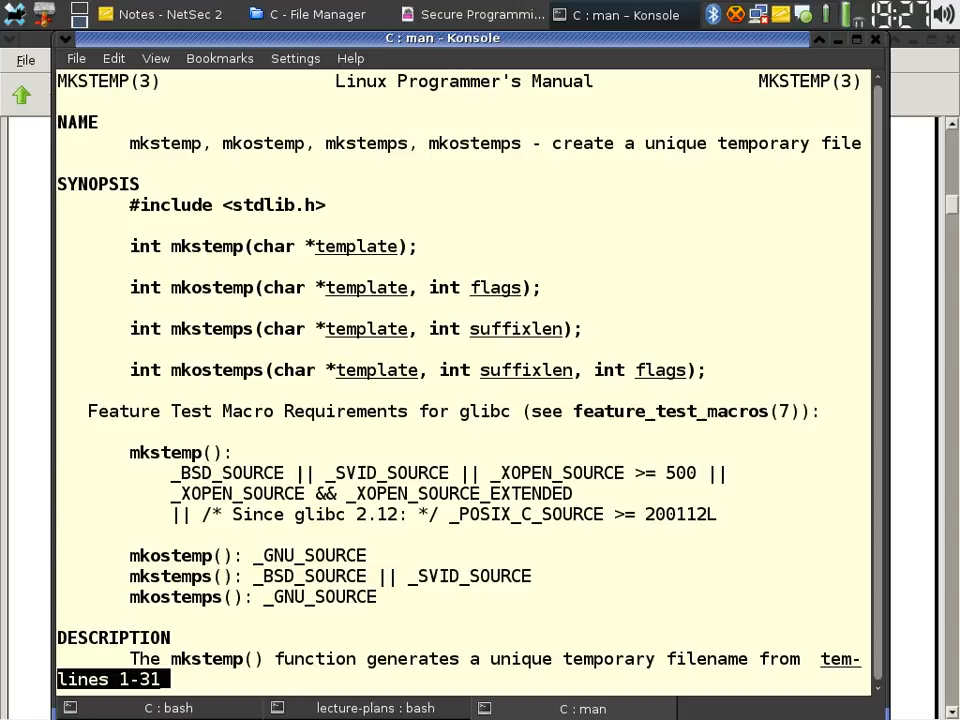 Notes - NetSec 2
C - File Manager
Secure Programmi...
C : man – Konsole
19:27
C : man – Konsole
File
File Edit View Bookmarks Settings Help
MKSTEMP(3) Linux Programmer's Manual MKSTEMP(3)
NAME
mkstemp, mkostemp, mkstemps, mkostemps - create a unique temporary file
SYNOPSIS
#include <stdlib.h>
int mkstemp(char *template);
int mkostemp(char *template, int flags);
int mkstemps(char *template, int suffixlen);
int mkostemps(char *template, int suffixlen, int flags);
Feature Test Macro Requirements for glibc (see feature_test_macros(7)):
mkstemp():
_BSD_SOURCE || _SVID_SOURCE || _XOPEN_SOURCE >= 500 ||
_XOPEN_SOURCE && _XOPEN_SOURCE_EXTENDED
|| /* Since glibc 2.12: */ _POSIX_C_SOURCE >= 200112L
mkostemp(): _GNU_SOURCE
mkstemps(): _BSD_SOURCE || _SVID_SOURCE
mkostemps(): _GNU_SOURCE
DESCRIPTION
The mkstemp() function generates a unique temporary filename from tem-
lines 1-31
C : bash
lecture-plans : bash
C : man